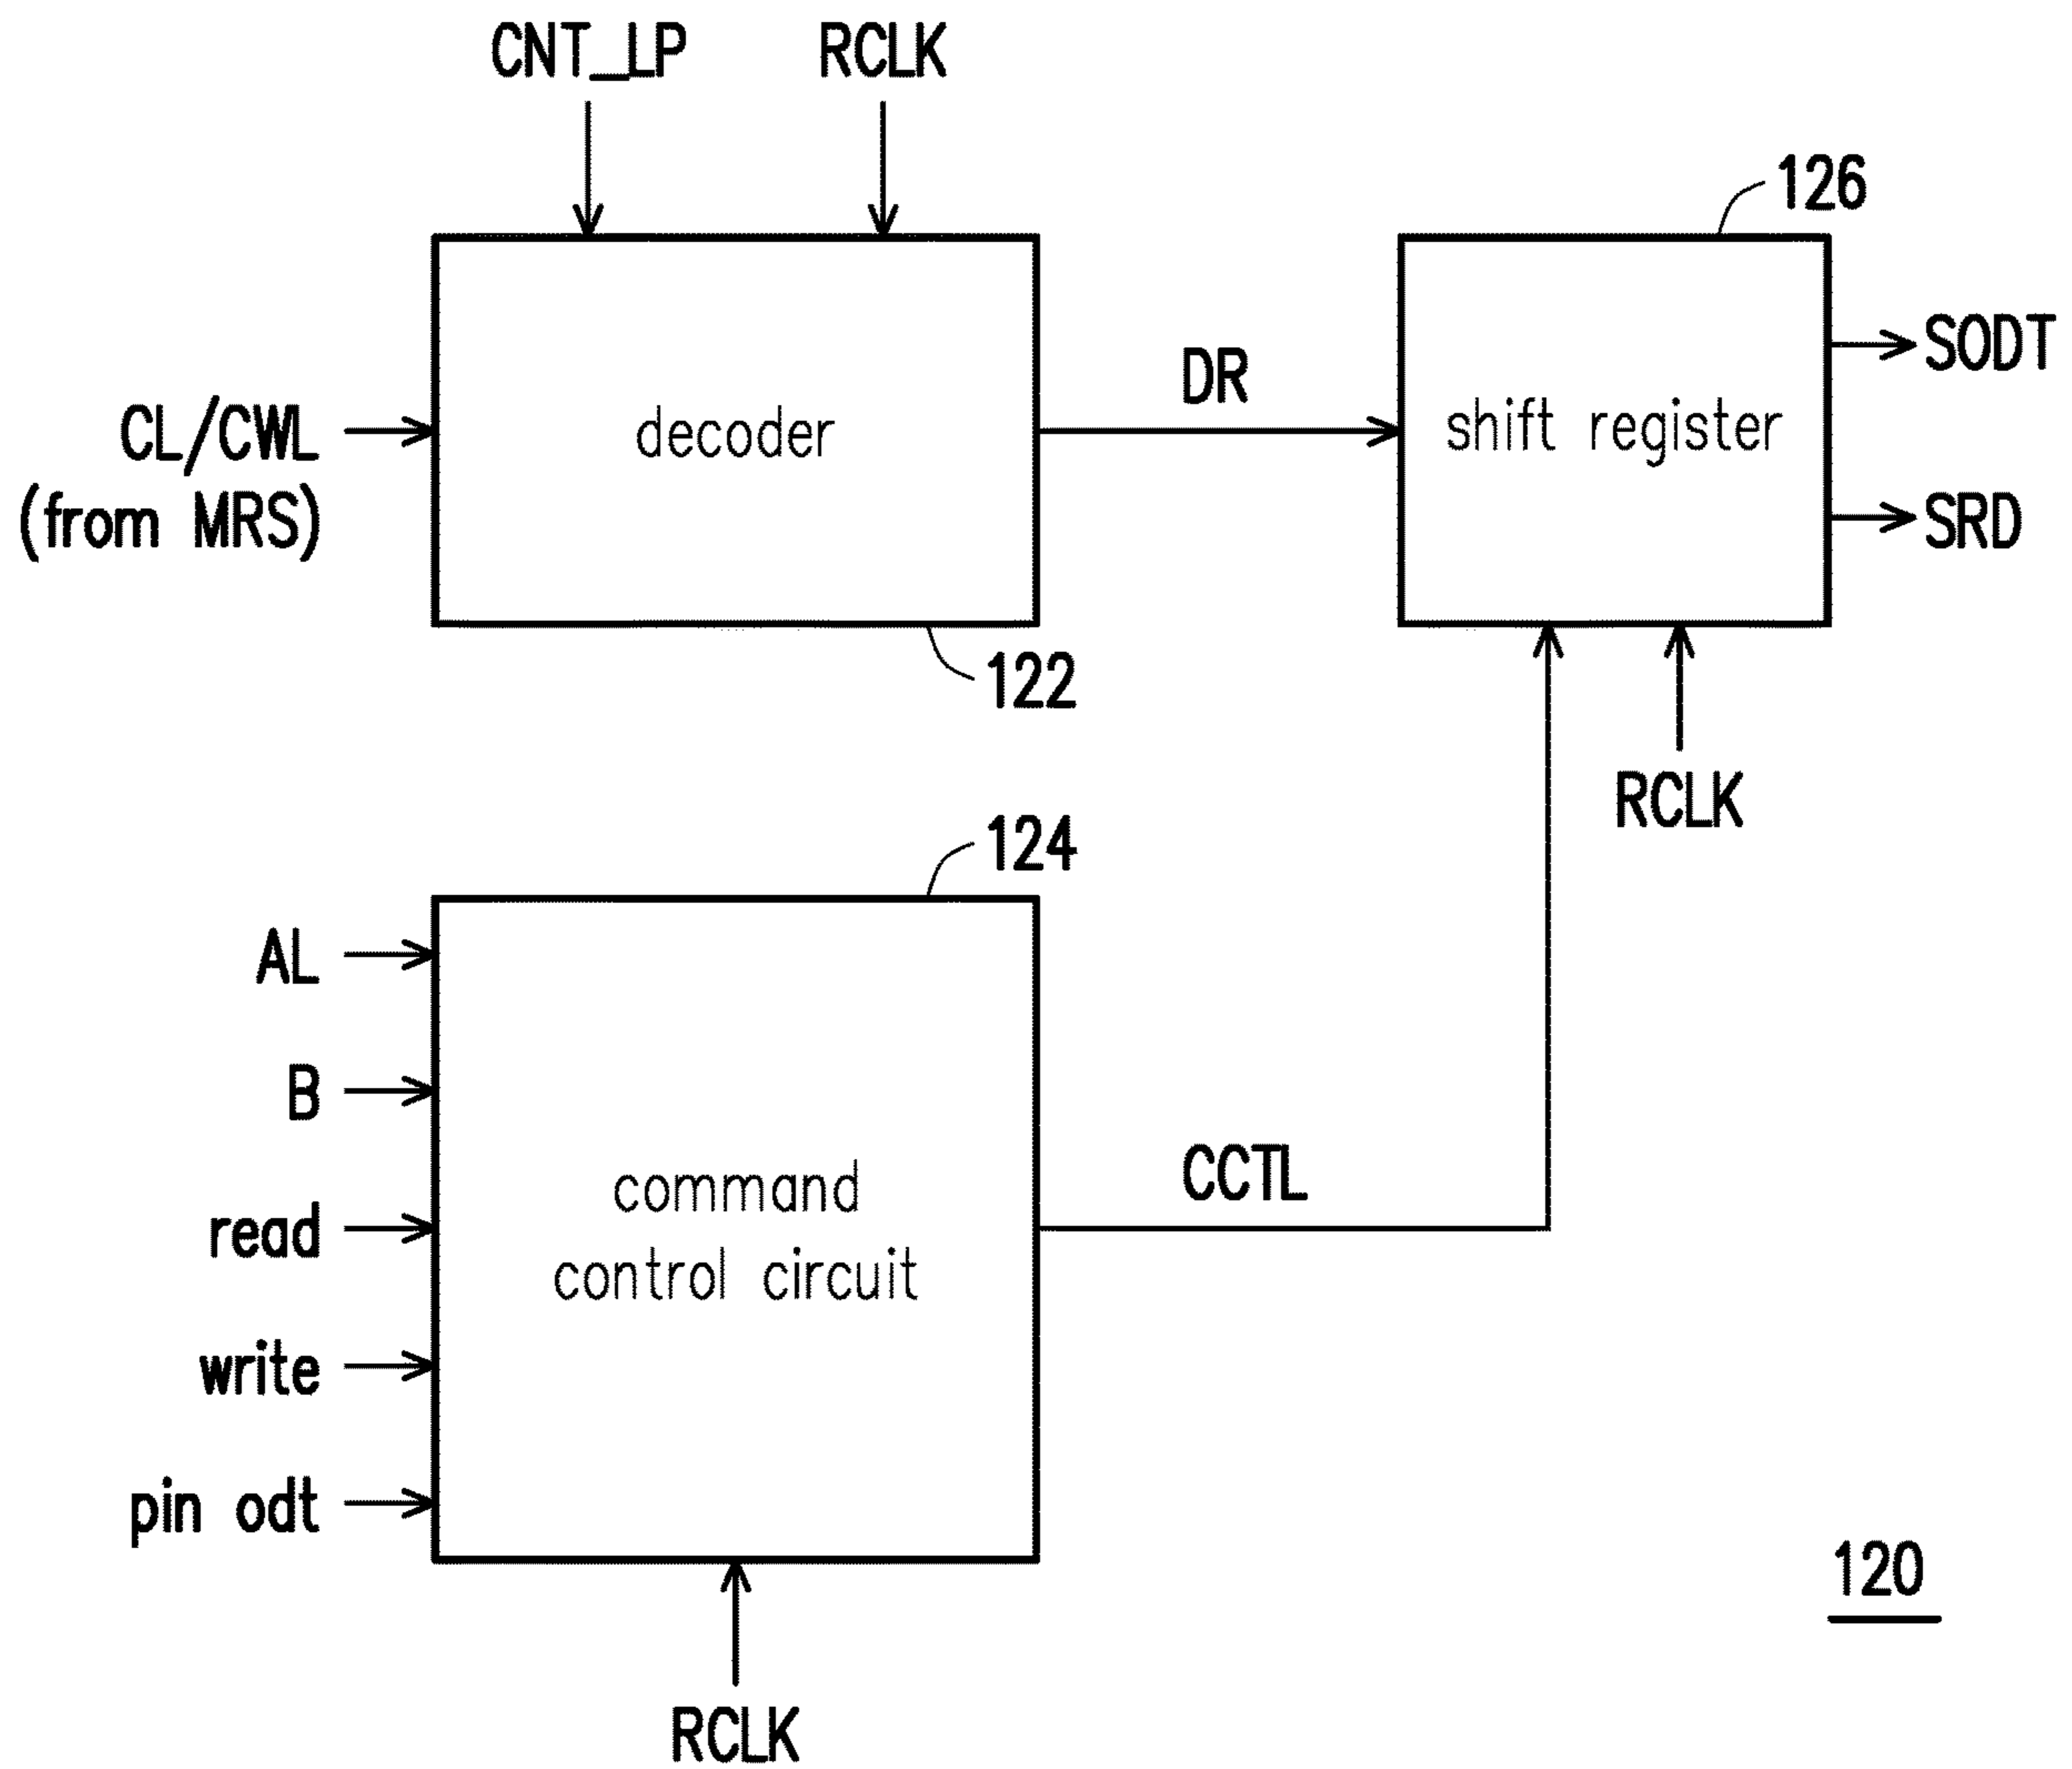 CNT_LP RCLK
126
SODT
DR
CL/CWL
decoder
shift register
(from MRS)
SRD
122
RCLK
124
AL
B
command
CCTL
read
control circuit
write
pin odt
120
RCLK